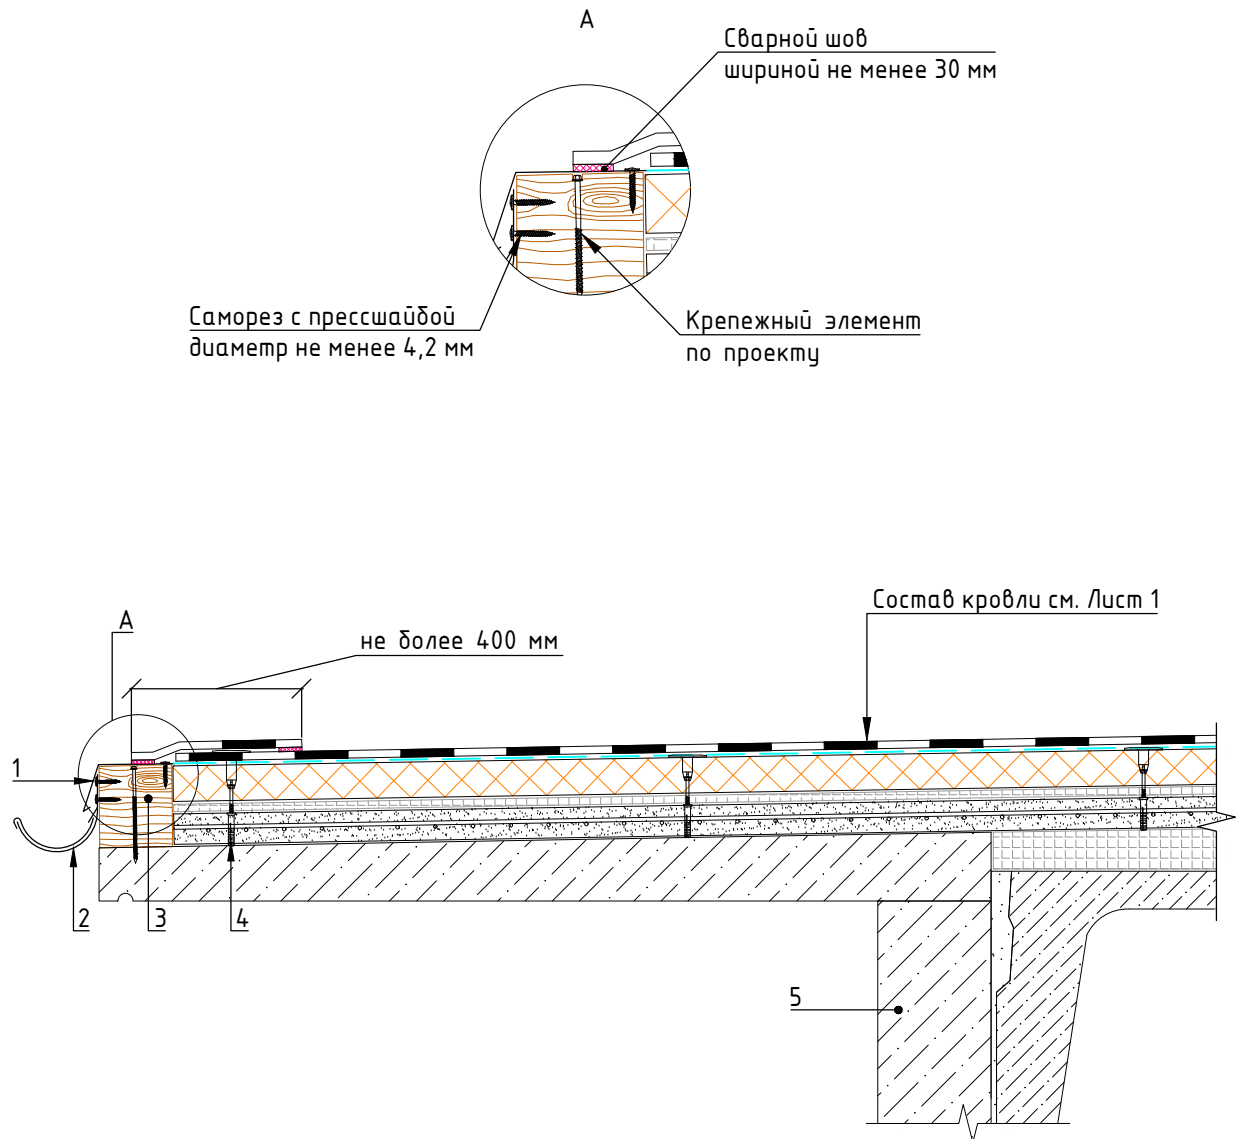 А
Сварной шов
шириной не менее 30 мм
Саморез с прессшайбой
диаметр не менее 4,2 мм
Крепежный элемент
по проекту
Состав кровли см. Лист 1
А
не более 400 мм
1
2
3
4
5